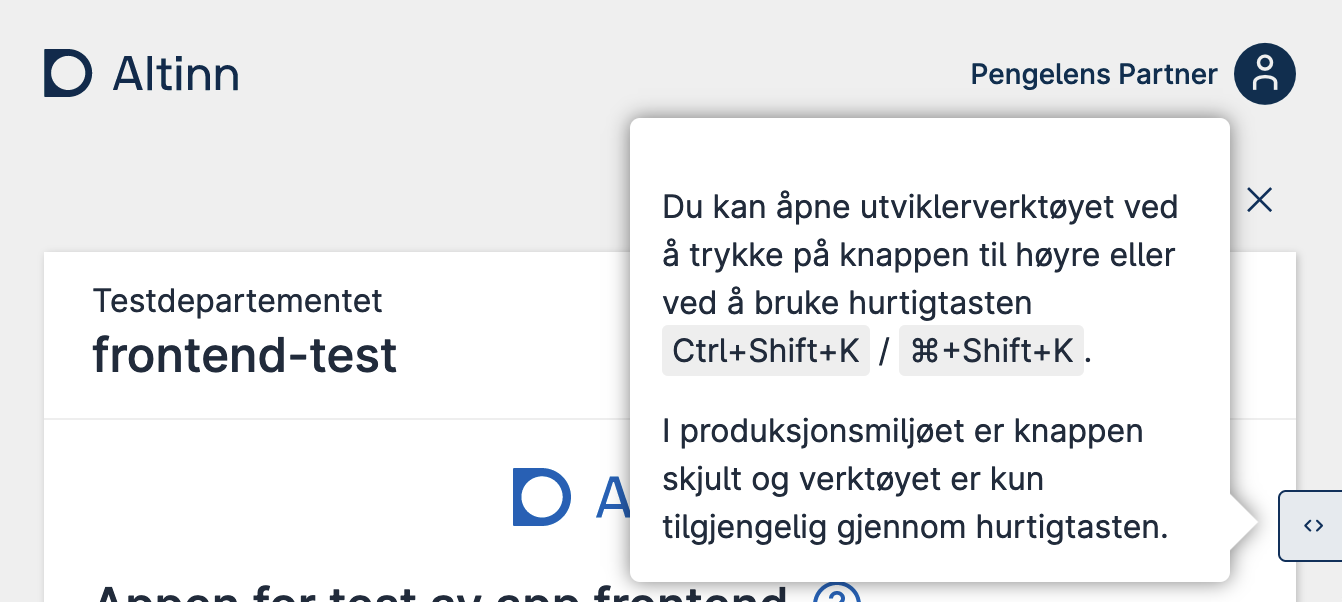 Altinn
Pengelens Partner
Du kan åpne utviklerverktøyet ved
å trykke på knappen til høyre eller
ved å bruke hurtigtasten
Ctrl+Shift+K / ⌘+Shift+K.
I produksjonsmiljøet er knappen
skjult og verktøyet er kun
tilgjengelig gjennom hurtigtasten.
Testdepartementet
frontend-test
A
Appen for test av app frontend